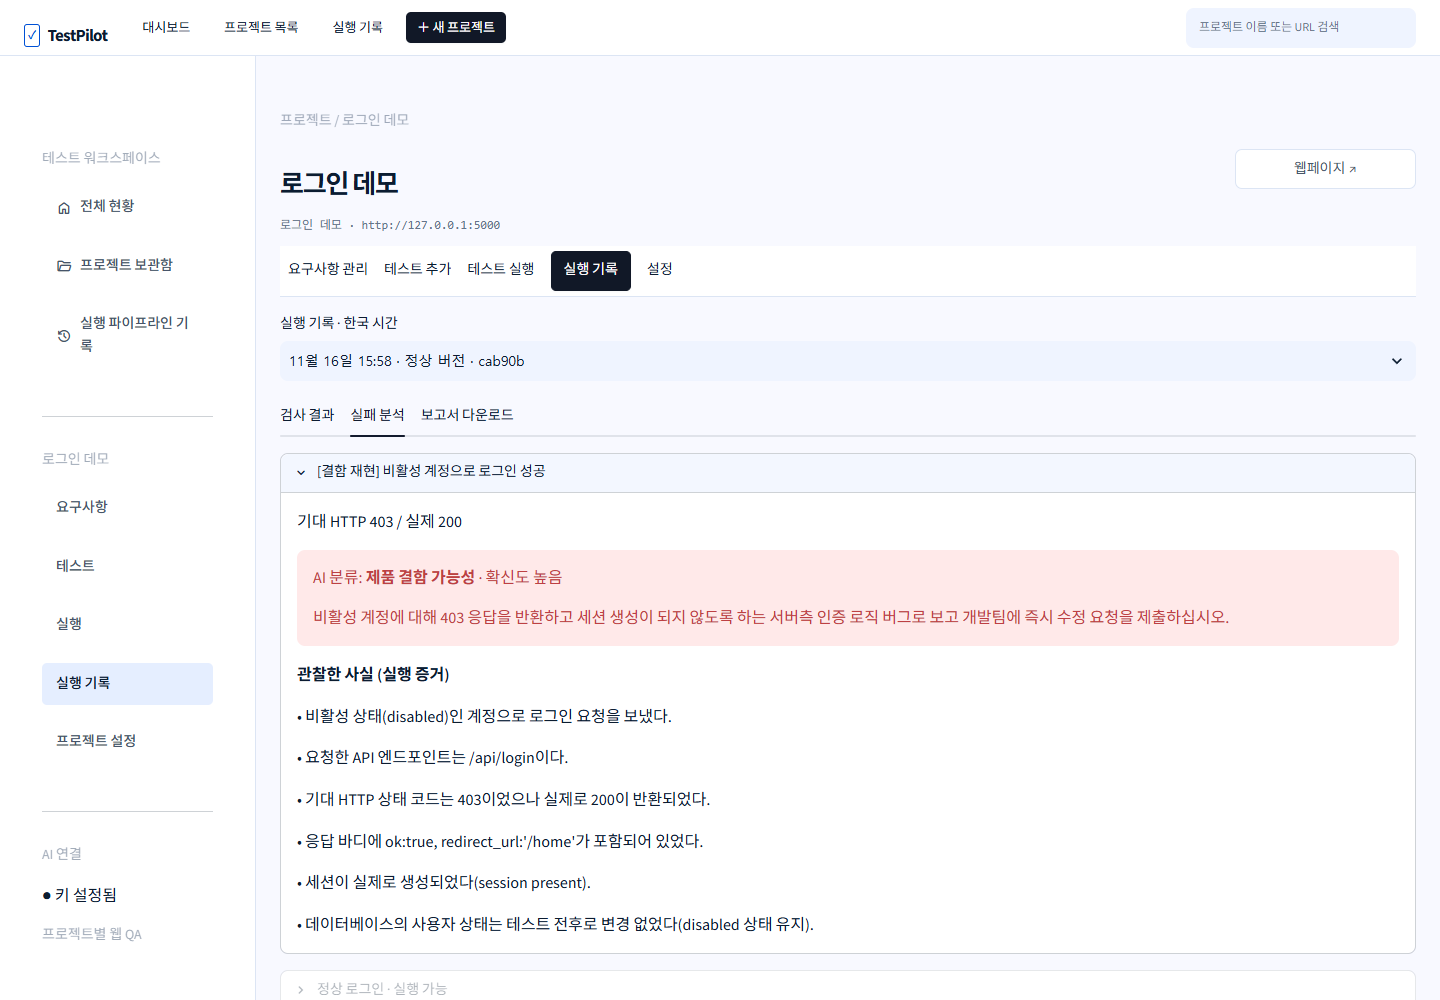 TestPilot
대시보드
프로젝트 목록
실행 기록
+ 새 프로젝트
프로젝트 이름 또는 URL 검색
테스트 워크스페이스
전체 현황
프로젝트 보관함
실행 파이프라인 기
록
로그인 데모
요구사항
테스트
실행
실행 기록
프로젝트 설정
AI 연결
● 키 설정됨
프로젝트별 웹 QA
프로젝트 / 로그인 데모
로그인 데모
웹페이지 ↗
로그인 데모 · http://127.0.0.1:5000
요구사항 관리
테스트 추가
테스트 실행
실행 기록
설정
실행 기록 · 한국 시간
11월 16일 15:58 · 정상 버전 · cab90b
검사 결과
실패 분석
보고서 다운로드
[결함 재현] 비활성 계정으로 로그인 성공
기대 HTTP 403 / 실제 200
AI 분류: 제품 결함 가능성 · 확신도 높음
비활성 계정에 대해 403 응답을 반환하고 세션 생성이 되지 않도록 하는 서버측 인증 로직 버그로 보고 개발팀에 즉시 수정 요청을 제출하십시오.
관찰한 사실 (실행 증거)
• 비활성 상태(disabled)인 계정으로 로그인 요청을 보냈다.
• 요청한 API 엔드포인트는 /api/login이다.
• 기대 HTTP 상태 코드는 403이었으나 실제로 200이 반환되었다.
• 응답 바디에 ok:true, redirect_url:'/home'가 포함되어 있었다.
• 세션이 실제로 생성되었다(session present).
• 데이터베이스의 사용자 상태는 테스트 전후로 변경 없었다(disabled 상태 유지).
정상 로그인 · 실행 가능